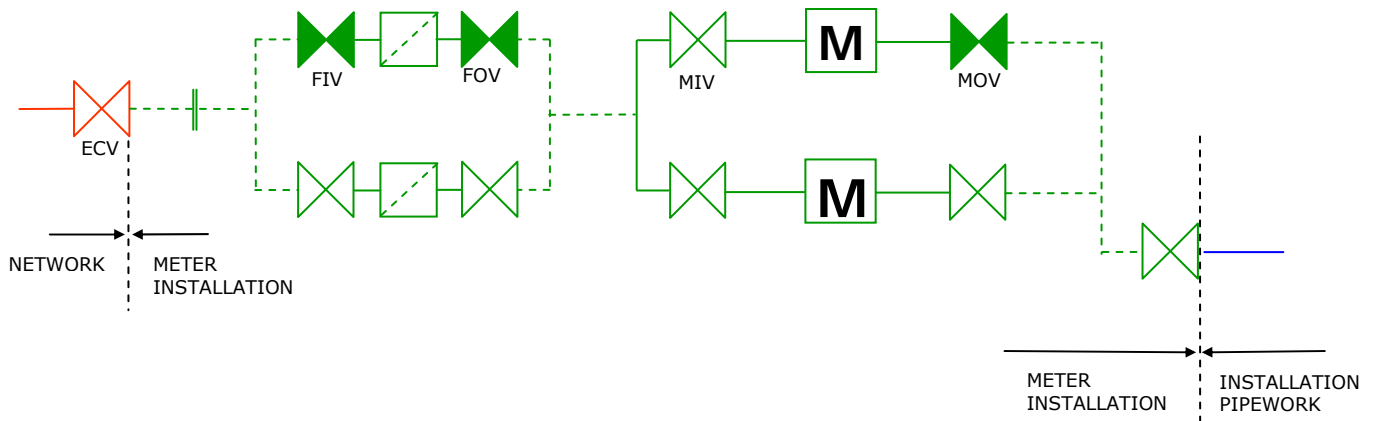 M
FIV
FOV
MIV
MOV
ECV
M
NETWORK
METER
INSTALLATION
METER
INSTALLATION
INSTALLATION
PIPEWORK